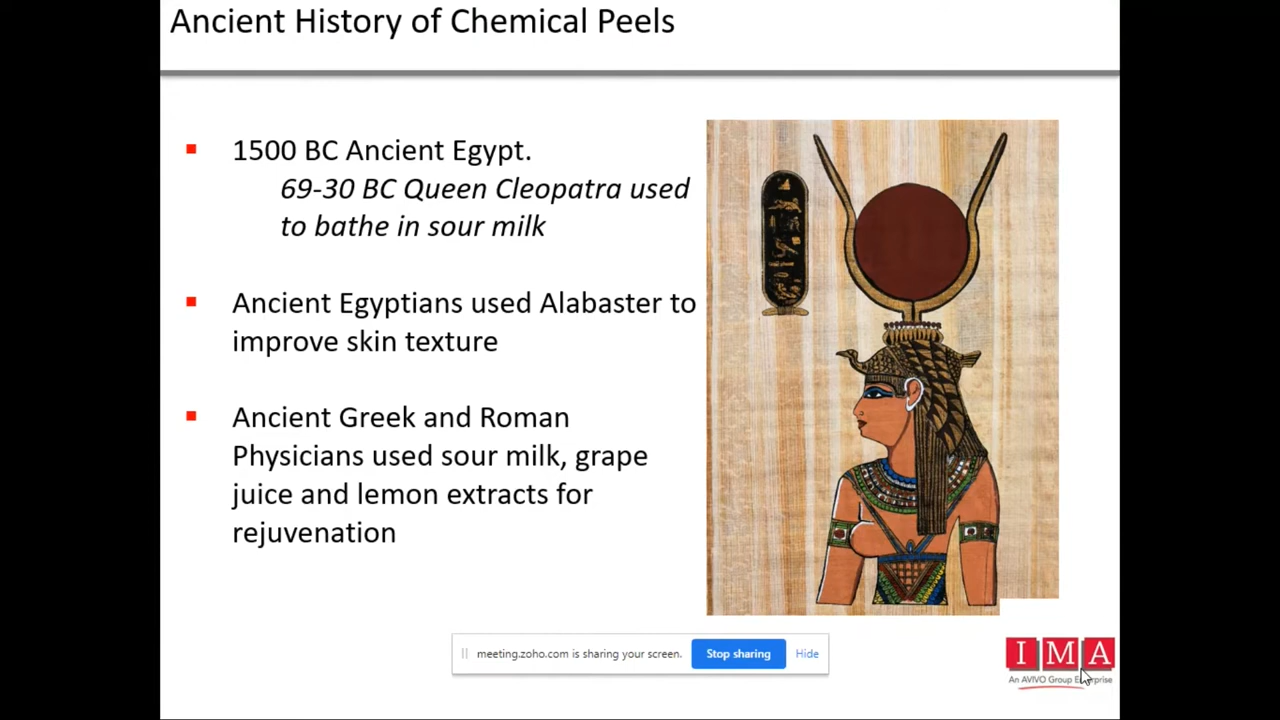 Ancient History of Chemical Peels
1500 BC Ancient Egypt.
69-30 BC Queen Cleopatra used
to bathe in sour milk
Ancient Egyptians used Alabaster to
improve skin texture
Ancient Greek and Roman
Physicians used sour milk, grape
juice and lemon extracts for
rejuvenation
meeting.zoho.com is sharing your screen.
Stop sharing
Hide
IMA
An AVIVO Group Enterprise